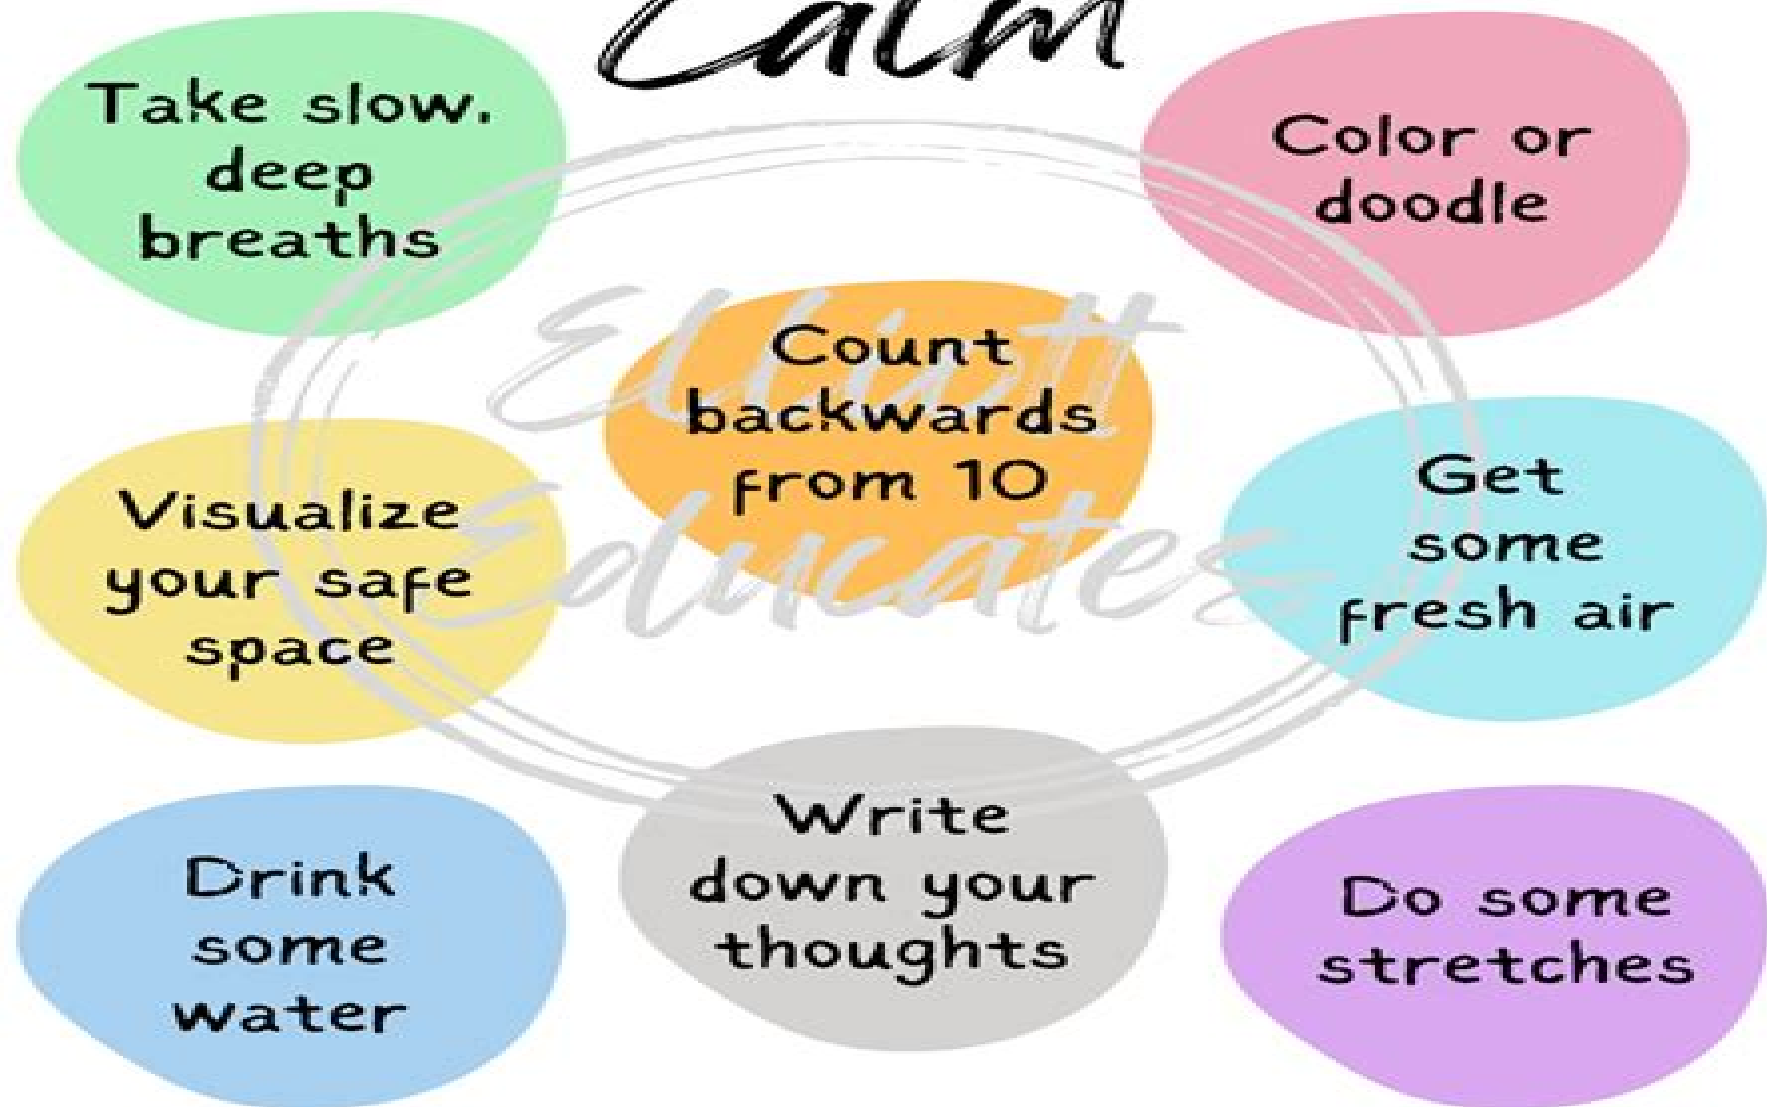 Calm
Take slow,
deep
breaths
Color or
doodle
Count
backwards
from 10
Visualize
your safe
space
Get
some
fresh air
Drink
some
water
Write
down your
thoughts
Do some
stretches
Elliott
Educates